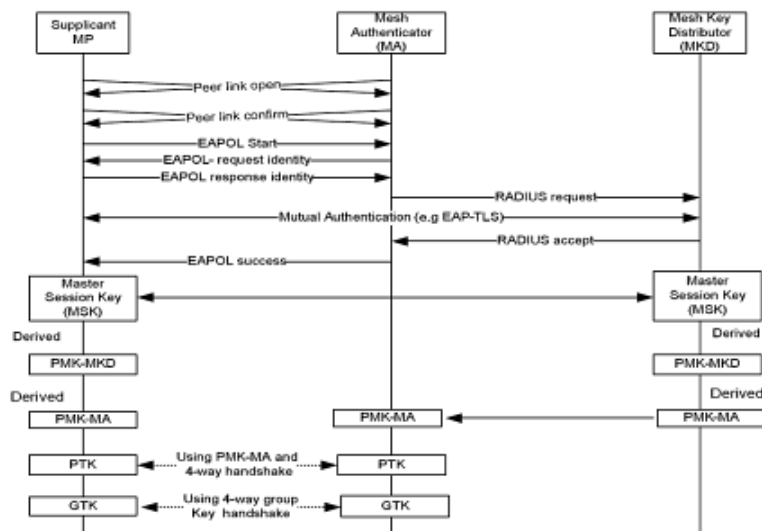 Supplicant
MP
Mesh
Authenticator
(MA)
Mesh Key
Distributor
(MKD)
Peer link open
Peer link confirm
EAPOL Start
EAPOL- request identity
EAPOL response identity
RADIUS request
Mutual Authentication (e.g EAP-TLS)
RADIUS accept
EAPOL success
Master
Session Key
(MSK)
Master
Session Key
(MSK)
Derived
Derived
PMK-MKD
PMK-MKD
Derived
Derived
PMK-MA
PMK-MA
PMK-MA
PTK
Using PMK-MA and
4-way handshake
PTK
GTK
Using 4-way group
Key handshake
GTK